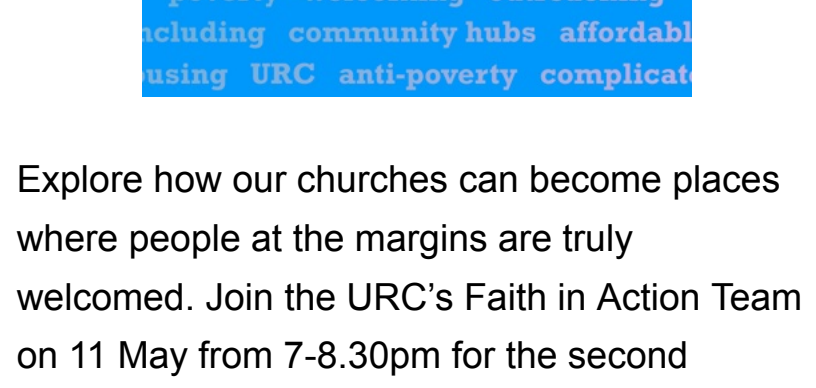 poverty welcoming
ncluding community hubs affordabl
using URC anti-poverty complicat
Explore how our churches can become places
where people at the margins are truly
welcomed. Join the URC’s Faith in Action Team
on 11 May from 7-8.30pm for the second